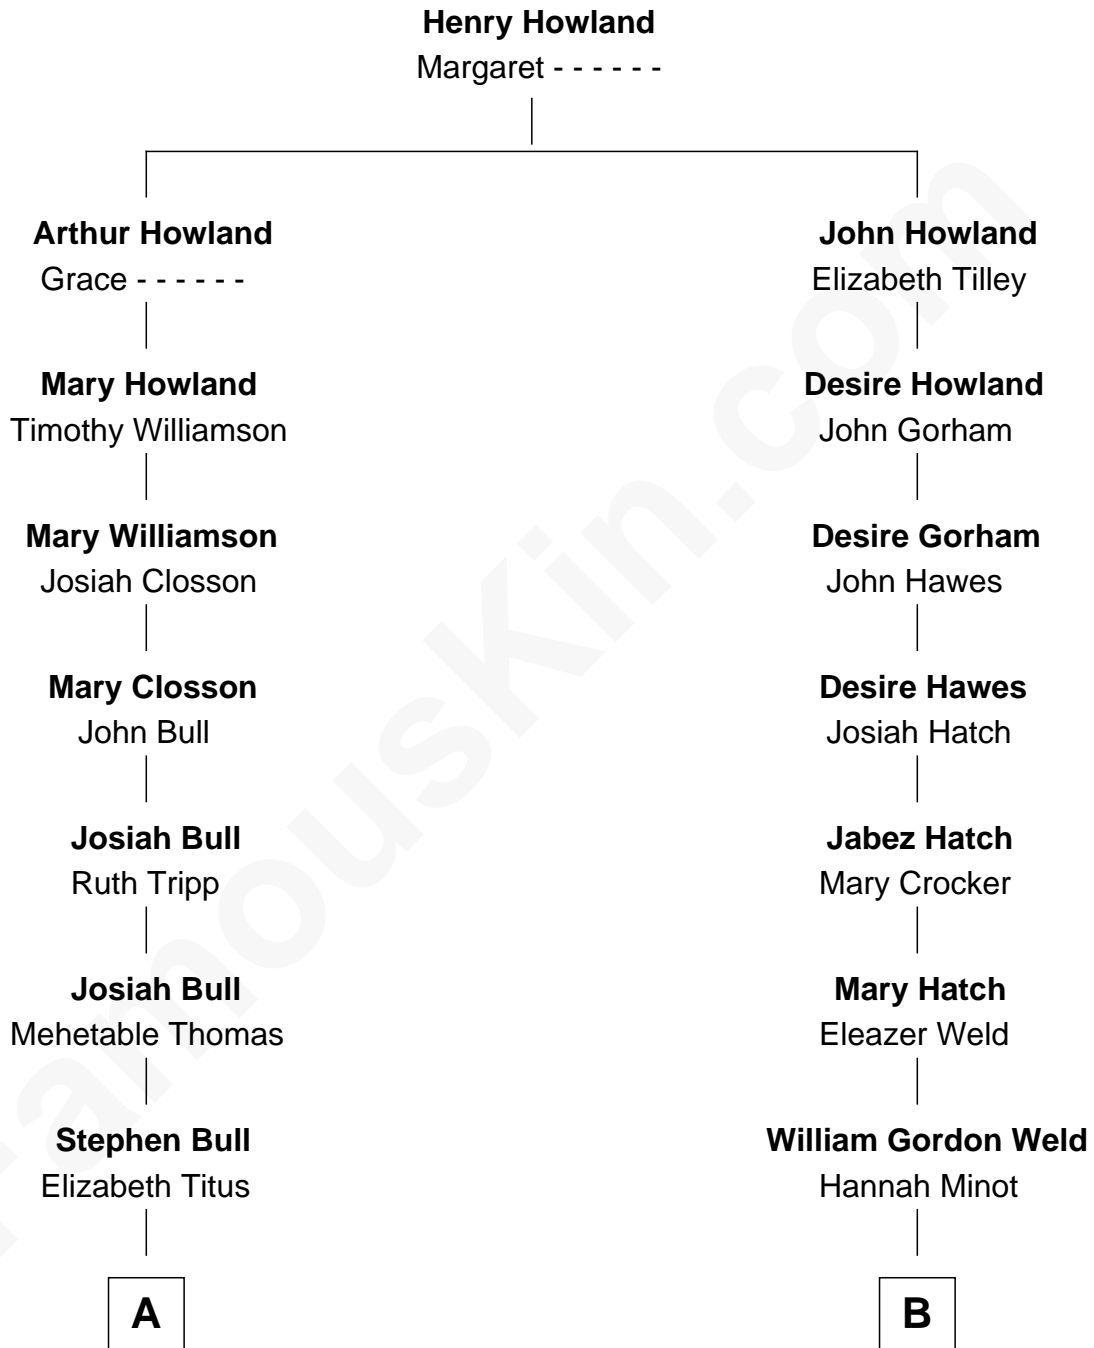 Henry Howland
Margaret - - - - - -
Arthur Howland
Grace - - - - - -
John Howland
Elizabeth Tilley
Mary Howland
Timothy Williamson
Desire Howland
John Gorham
Mary Williamson
Josiah Closson
Desire Gorham
John Hawes
Mary Closson
John Bull
Desire Hawes
Josiah Hatch
Josiah Bull
Ruth Tripp
Jabez Hatch
Mary Crocker
Josiah Bull
Mehetable Thomas
Mary Hatch
Eleazer Weld
Stephen Bull
Elizabeth Titus
William Gordon Weld
Hannah Minot
A
B
FamousKin.com